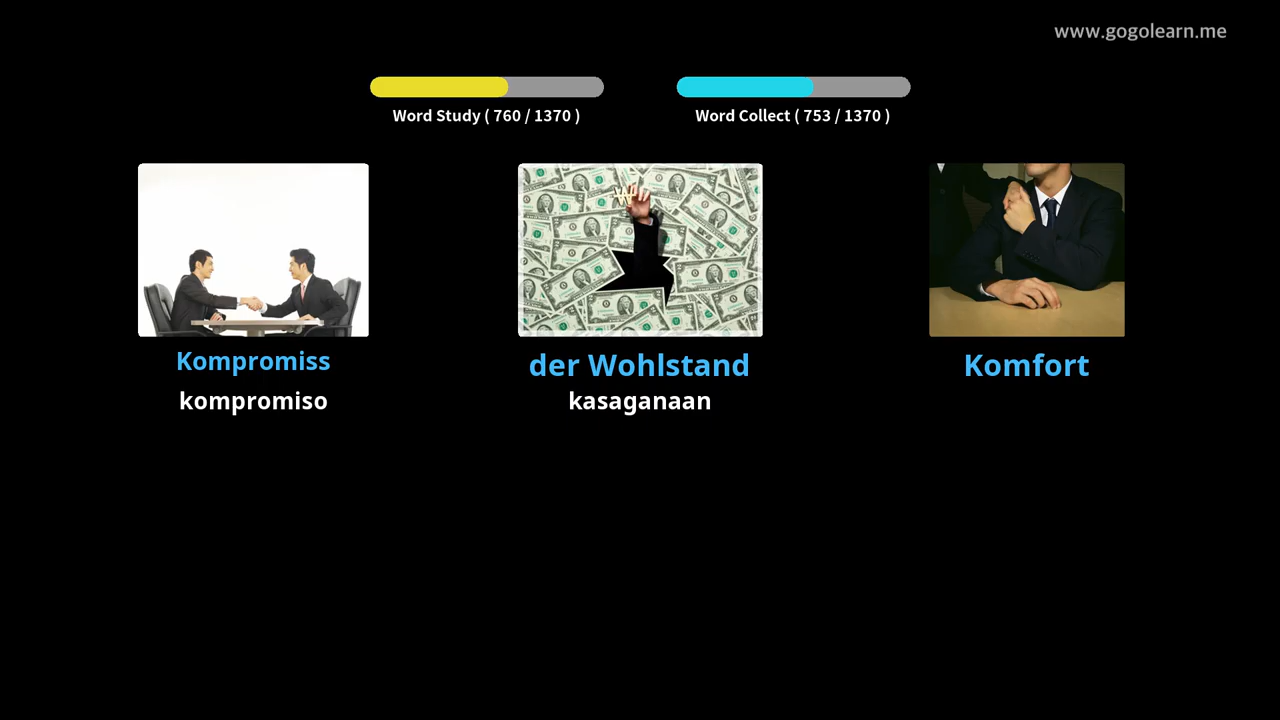 www.gogolearn.me
Word Study ( 760 / 1370 )
Word Collect ( 753 / 1370 )
Kompromiss
kompromiso
der Wohlstand
kasaganaan
Komfort